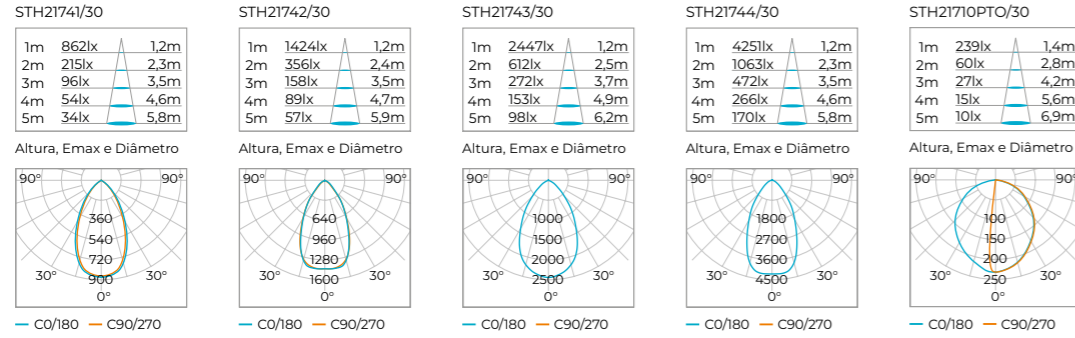 STH21741/30
1m 862lx 1,2m
2m 215lx 2,3m
3m 96lx 3,5m
4m 54lx 4,6m
5m 34lx 5,8m
Altura, Emax e Diâmetro
90° 90°
360
540
720
30° 900 30°
0°
C0/180 C90/270
STH21742/30
1m 1424lx 1,2m
2m 356lx 2,4m
3m 158lx 3,5m
4m 89lx 4,7m
5m 57lx 5,9m
Altura, Emax e Diâmetro
90° 90°
640
960
1280
30° 1600 30°
0°
C0/180 C90/270
STH21743/30
1m 2447lx 1,2m
2m 612lx 2,5m
3m 272lx 3,7m
4m 153lx 4,9m
5m 98lx 6,2m
Altura, Emax e Diâmetro
90° 90°
1000
1500
2000
30° 2500 30°
0°
C0/180 C90/270
STH21744/30
1m 4251lx 1,2m
2m 1063lx 2,3m
3m 472lx 3,5m
4m 266lx 4,6m
5m 170lx 5,8m
Altura, Emax e Diâmetro
90° 90°
1800
2700
3600
30° 4500 30°
0°
C0/180 C90/270
STH21710PTO/30
1m 239lx 1,4m
2m 60lx 2,8m
3m 27lx 4,2m
4m 15lx 5,6m
5m 10lx 6,9m
Altura, Emax e Diâmetro
90° 90°
100
150
200
30° 250 30°
0°
C0/180 C90/270